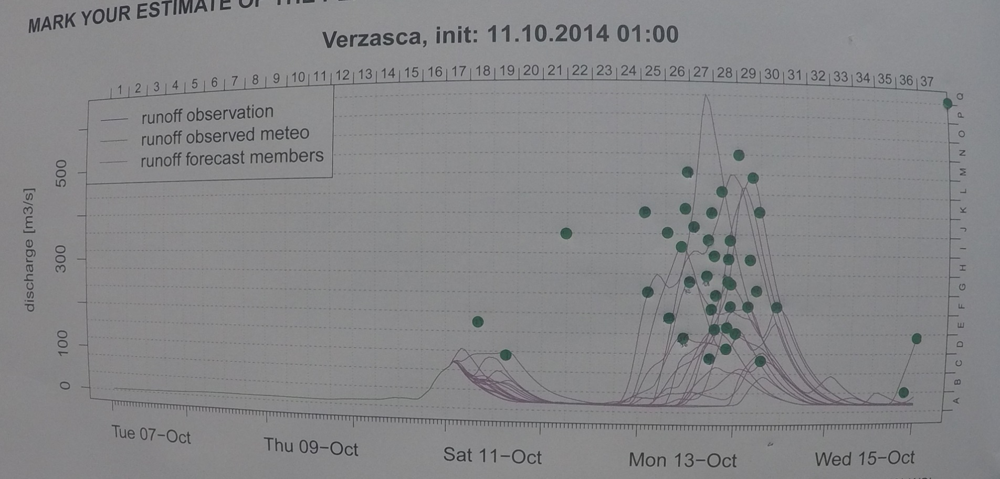 MARK YOUR ESTIMATE OF THE
Verzasca, init: 11.10.2014 01:00
1 2 3 4 5 6 7 8 9 10 11 12 13 14 15 16 17 18 19 20 21 22 23 24 25 26 27 28 29 30 31 32 33 34 35 36 37
runoff observation
runoff observed meteo
runoff forecast members
discharge [m3/s]
500
300
100
0
Q
P
O
N
M
L
K
J
I
H
G
F
E
D
C
B
A
Tue 07-Oct Thu 09-Oct Sat 11-Oct Mon 13-Oct Wed 15-Oct